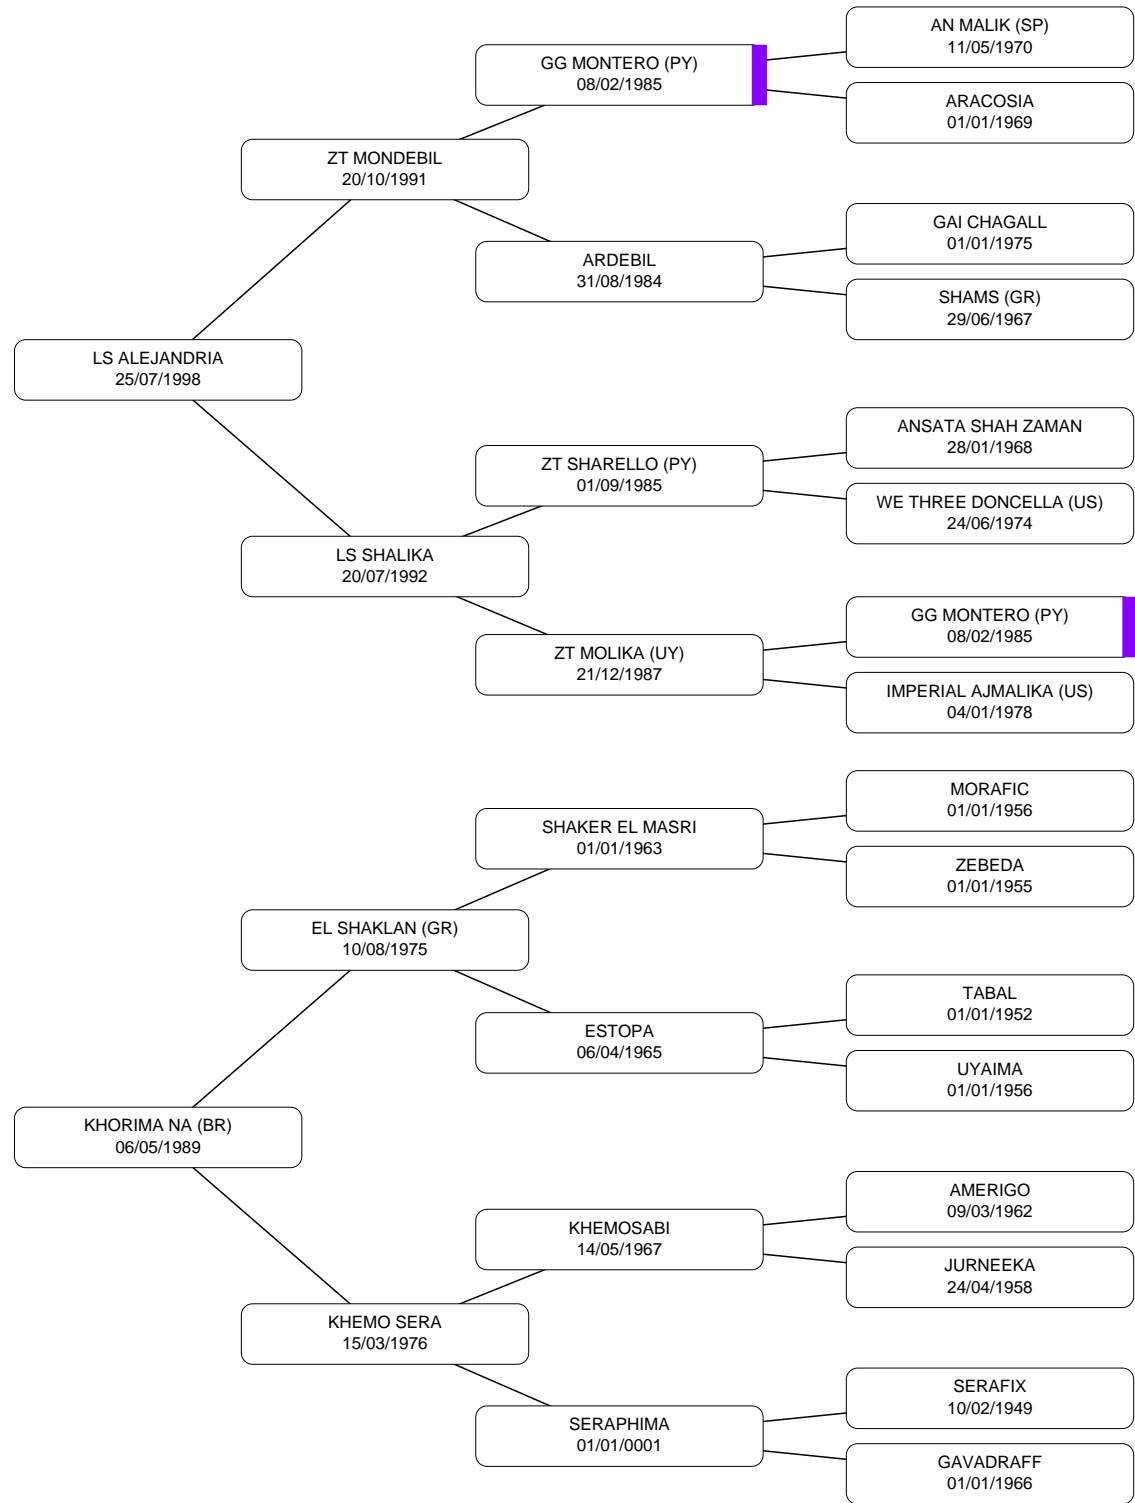 AN MALIK (SP)
11/05/1970
GG MONTERO (PY)
08/02/1985
ARACOSIA
01/01/1969
ZT MONDEBIL
20/10/1991
GAI CHAGALL
01/01/1975
ARDEBIL
31/08/1984
SHAMS (GR)
29/06/1967
LS ALEJANDRIA
25/07/1998
ANSATA SHAH ZAMAN
28/01/1968
ZT SHARELLO (PY)
01/09/1985
WE THREE DONCELLA (US)
24/06/1974
LS SHALIKA
20/07/1992
GG MONTERO (PY)
08/02/1985
ZT MOLIKA (UY)
21/12/1987
IMPERIAL AJMALIKA (US)
04/01/1978
MORAFIC
01/01/1956
SHAKER EL MASRI
01/01/1963
ZEBEDA
01/01/1955
EL SHAKLAN (GR)
10/08/1975
TABAL
01/01/1952
ESTOPA
06/04/1965
UYAIMA
01/01/1956
KHORIMA NA (BR)
06/05/1989
AMERIGO
09/03/1962
KHEMOSABI
14/05/1967
JURNEEKA
24/04/1958
KHEMO SERA
15/03/1976
SERAFIX
10/02/1949
SERAPHIMA
01/01/0001
GAVADRAFF
01/01/1966